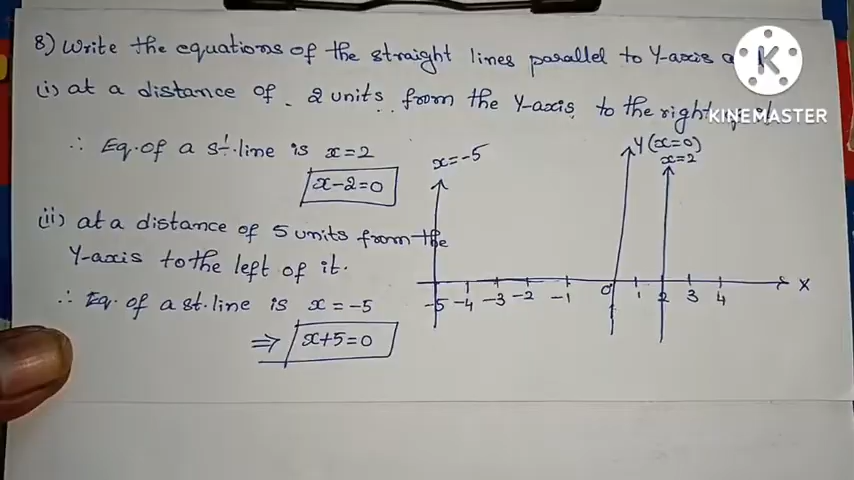 8) Write the equations of the straight lines parallel to Y-axis
(i) at a distance of 2 units from the Y-axis to the right
∴ Eq. of a st. line is x=2
x-2=0
(ii) at a distance of 5 units from the
Y-axis to the left of it.
∴ Eq. of a st. line is x = -5
⇒ x+5=0
x=-5
Y (x=0)
x=2
-5 -4 -3 -2 -1 0 1 2 3 4 X
K
KINEMASTER